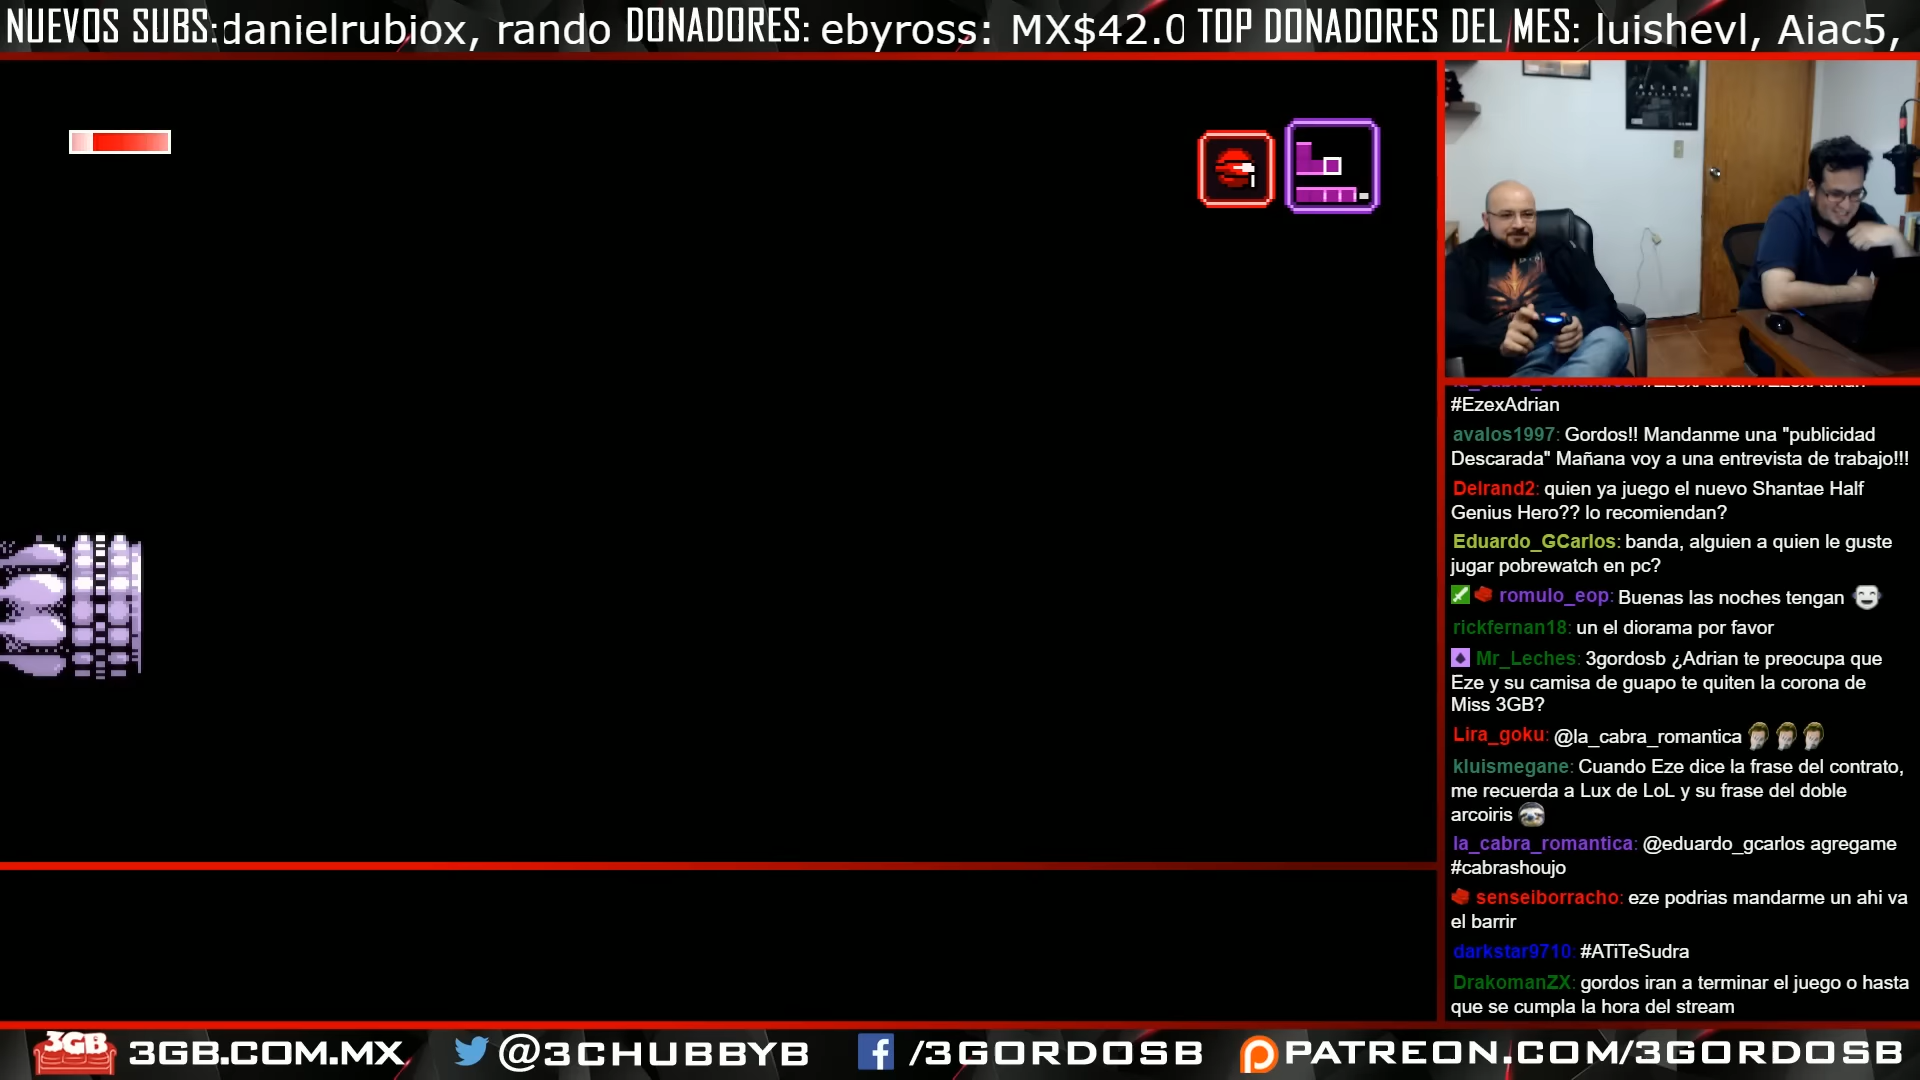 NUEVOS SUBS: danielrubiox, rando DONADORES: ebyross: MX$42.0 TOP DONADORES DEL MES: luishevl, Aiac5,
ALIEN
#EzexAdrian
avalos1997: Gordos!! Mandanme una "publicidad
Descarada" Mañana voy a una entrevista de trabajo!!!
Delrand2: quien ya juego el nuevo Shantae Half
Genius Hero?? lo recomiendan?
Eduardo_GCarlos: banda, alguien a quien le guste
jugar pobrewatch en pc?
romulo_eop: Buenas las noches tengan
rickfernan18: un el diorama por favor
Mr_Leches: 3gordosb ¿Adrian te preocupa que
Eze y su camisa de guapo te quiten la corona de
Miss 3GB?
Lira_goku: @la_cabra_romantica
kluismegane: Cuando Eze dice la frase del contrato,
me recuerda a Lux de LoL y su frase del doble
arcoiris
la_cabra_romantica: @eduardo_gcarlos agregame
#cabrashoujo
senseiborracho: eze podrias mandarme un ahi va
el barrir
darkstar9710: #ATiTeSudra
DrakomanZX: gordos iran a terminar el juego o hasta
que se cumpla la hora del stream
3GB 3GB.COM.MX @3CHUBBYB /3GORDOSB PATREON.COM/3GORDOSB